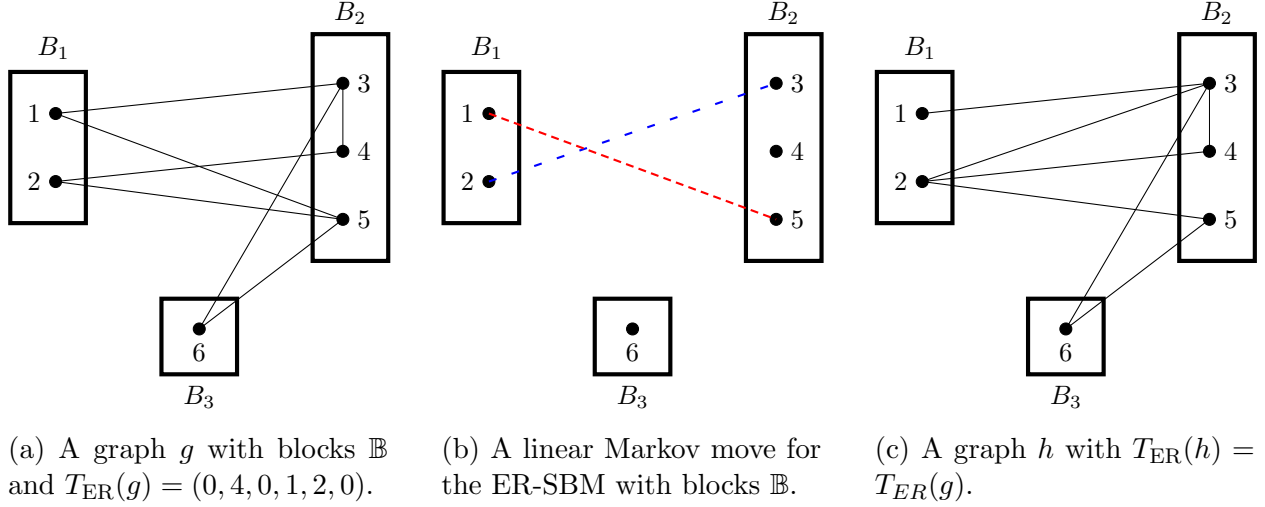 B₁
1
2
B₂
3
4
5
6
B₃
B₁
1
2
B₂
3
4
5
6
B₃
B₁
1
2
B₂
3
4
5
6
B₃
(a) A graph g with blocks 𝔹
and T_ER(g) = (0, 4, 0, 1, 2, 0).
(b) A linear Markov move for
the ER-SBM with blocks 𝔹.
(c) A graph h with T_ER(h) =
T_ER(g).